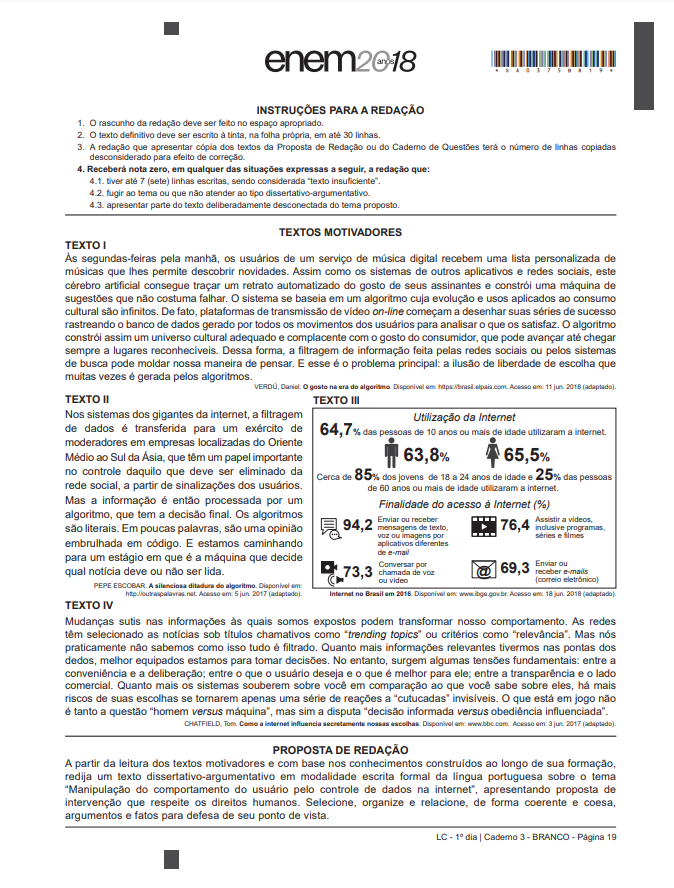 enem2018
anos
*SA0375BB19*
INSTRUÇÕES PARA A REDAÇÃO
1. O rascunho da redação deve ser feito no espaço apropriado.
2. O texto definitivo deve ser escrito à tinta, na folha própria, em até 30 linhas.
3. A redação que apresentar cópia dos textos da Proposta de Redação ou do Caderno de Questões terá o número de linhas copiadas
desconsiderado para efeito de correção.
4. Receberá nota zero, em qualquer das situações expressas a seguir, a redação que:
4.1. tiver até 7 (sete) linhas escritas, sendo considerada “texto insuficiente”.
4.2. fugir ao tema ou que não atender ao tipo dissertativo-argumentativo.
4.3. apresentar parte do texto deliberadamente desconectada do tema proposto.
TEXTOS MOTIVADORES
TEXTO I
Às segundas-feiras pela manhã, os usuários de um serviço de música digital recebem uma lista personalizada de
músicas que lhes permite descobrir novidades. Assim como os sistemas de outros aplicativos e redes sociais, este
cérebro artificial consegue traçar um retrato automatizado do gosto de seus assinantes e constrói uma máquina de
sugestões que não costuma falhar. O sistema se baseia em um algoritmo cuja evolução e usos aplicados ao consumo
cultural são infinitos. De fato, plataformas de transmissão de vídeo on-line começam a desenhar suas séries de sucesso
rastreando o banco de dados gerado por todos os movimentos dos usuários para analisar o que os satisfaz. O algoritmo
constrói assim um universo cultural adequado e complacente com o gosto do consumidor, que pode avançar até chegar
sempre a lugares reconhecíveis. Dessa forma, a filtragem de informação feita pelas redes sociais ou pelos sistemas
de busca pode moldar nossa maneira de pensar. E esse é o problema principal: a ilusão de liberdade de escolha que
muitas vezes é gerada pelos algoritmos.
VERDÚ, Daniel. O gosto na era do algoritmo. Disponível em: https://brasil.elpais.com. Acesso em: 11 jun. 2018 (adaptado).
TEXTO II
Nos sistemas dos gigantes da internet, a filtragem
de dados é transferida para um exército de
moderadores em empresas localizadas do Oriente
Médio ao Sul da Ásia, que têm um papel importante
no controle daquilo que deve ser eliminado da
rede social, a partir de sinalizações dos usuários.
Mas a informação é então processada por um
algoritmo, que tem a decisão final. Os algoritmos
são literais. Em poucas palavras, são uma opinião
embrulhada em código. E estamos caminhando
para um estágio em que é a máquina que decide
qual notícia deve ou não ser lida.
PEPE ESCOBAR. A silenciosa ditadura do algoritmo. Disponível em:
http://outraspalavras.net. Acesso em: 5 jun. 2017 (adaptado).
TEXTO III
Utilização da Internet
64,7% das pessoas de 10 anos ou mais de idade utilizaram a internet.
63,8% 65,5%
Cerca de 85% dos jovens de 18 a 24 anos de idade e 25% das pessoas
de 60 anos ou mais de idade utilizaram a internet.
Finalidade do acesso à Internet (%)
94,2 Enviar ou receber
mensagens de texto,
voz ou imagens por
aplicativos diferentes
de e-mail
76,4 Assistir a vídeos,
inclusive programas,
séries e filmes
73,3 Conversar por
chamada de voz
ou vídeo
69,3 Enviar ou
receber e-mails
(correio eletrônico)
Internet no Brasil em 2016. Disponível em: www.ibge.gov.br. Acesso em: 18 jun. 2018 (adaptado).
TEXTO IV
Mudanças sutis nas informações às quais somos expostos podem transformar nosso comportamento. As redes
têm selecionado as notícias sob títulos chamativos como “trending topics” ou critérios como “relevância”. Mas nós
praticamente não sabemos como isso tudo é filtrado. Quanto mais informações relevantes tivermos nas pontas dos
dedos, melhor equipados estamos para tomar decisões. No entanto, surgem algumas tensões fundamentais: entre a
conveniência e a deliberação; entre o que o usuário deseja e o que é melhor para ele; entre a transparência e o lado
comercial. Quanto mais os sistemas souberem sobre você em comparação ao que você sabe sobre eles, há mais
riscos de suas escolhas se tornarem apenas uma série de reações a “cutucadas” invisíveis. O que está em jogo não
é tanto a questão “homem versus máquina”, mas sim a disputa “decisão informada versus obediência influenciada”.
CHATFIELD, Tom. Como a internet influencia secretamente nossas escolhas. Disponível em: www.bbc.com. Acesso em: 3 jun. 2017 (adaptado).
PROPOSTA DE REDAÇÃO
A partir da leitura dos textos motivadores e com base nos conhecimentos construídos ao longo de sua formação,
redija um texto dissertativo-argumentativo em modalidade escrita formal da língua portuguesa sobre o tema
“Manipulação do comportamento do usuário pelo controle de dados na internet”, apresentando proposta de
intervenção que respeite os direitos humanos. Selecione, organize e relacione, de forma coerente e coesa,
argumentos e fatos para defesa de seu ponto de vista.
LC - 1º dia | Caderno 3 - BRANCO - Página 19